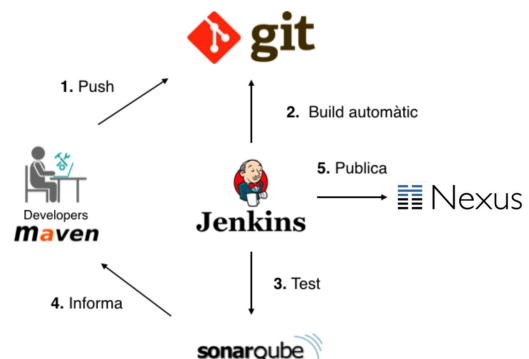 git
1. Push
2. Build automàtic
5. Publica
Nexus
Developers
maven
Jenkins
3. Test
4. Informa
sonarqube